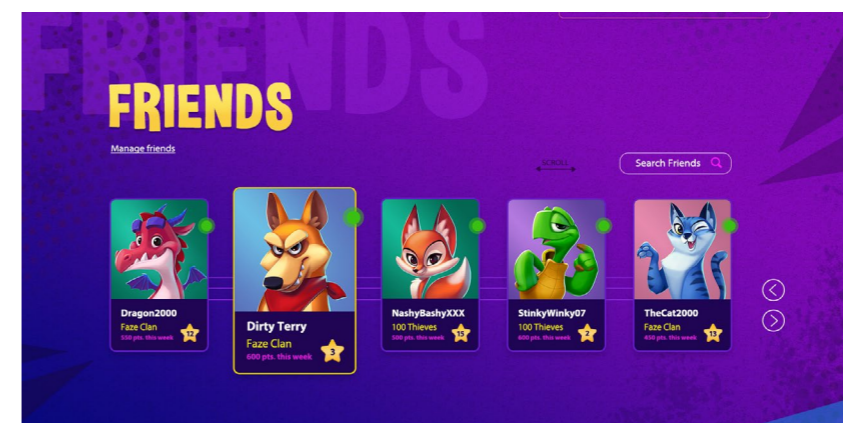 FRIENDS
FRIENDS
Manage friends
SCROLL
Search Friends
Dragon2000
Faze Clan
550 pts. this week
12
Dirty Terry
Faze Clan
600 pts. this week
3
NashyBashyXXX
100 Thieves
500 pts. this week
15
StinkyWinky07
100 Thieves
600 pts. this week
2
TheCat2000
Faze Clan
450 pts. this week
13